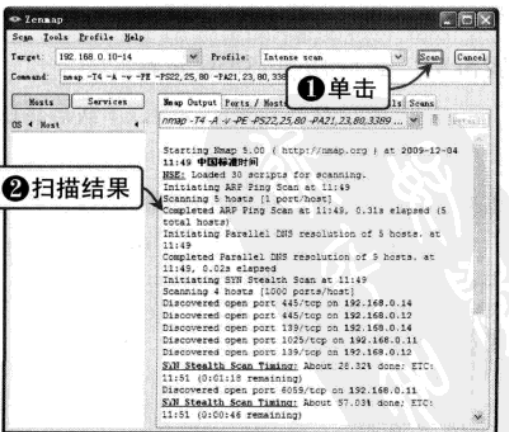 Zenmap
Scan Tools Profile Help
Target: 192.168.0.10-14 Profile: Intense scan Scan Cancel
Command: nmap -T4 -A -v -PE -PS22,25,80 -PA21,23,80,338
❶单击
Hosts Services Nmap Output Ports / Host ls Scans
OS Host nmap -T4 -A -v -PE -PS22,25,80 -PA21,23,80,3389 ... Details
Starting Nmap 5.00 ( http://nmap.org ) at 2009-12-04
11:49 中国标准时间
NSE: Loaded 30 scripts for scanning.
Initiating ARP Ping Scan at 11:49
❷扫描结果
Scanning 5 hosts [1 port/host]
Completed ARP Ping Scan at 11:49, 0.31s elapsed (5
total hosts)
Initiating Parallel DNS resolution of 5 hosts. at
11:49
Completed Parallel DNS resolution of 5 hosts. at
11:49, 0.02s elapsed
Initiating SYN Stealth Scan at 11:49
Scanning 4 hosts [1000 ports/host]
Discovered open port 445/tcp on 192.168.0.14
Discovered open port 445/tcp on 192.168.0.12
Discovered open port 139/tcp on 192.168.0.14
Discovered open port 1025/tcp on 192.168.0.11
Discovered open port 139/tcp on 192.168.0.12
SYN Stealth Scan Timing: About 28.32% done; ETC:
11:51 (0:01:18 remaining)
Discovered open port 6059/tcp on 192.168.0.11
SYN Stealth Scan Timing: About 57.03% done; ETC:
11:51 (0:00:46 remaining)